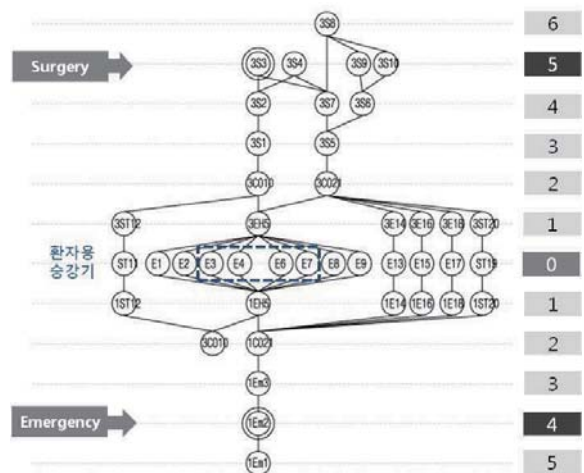 3S8 6
Surgery 3S3 3S4 3S9 3S10 5
3S2 3S7 3S6 4
3S1 3S5 3
3C010 3C021 2
3ST12 3EH5 3E14 3E16 3E18 3ST20 1
환자용
승강기 ST11 E1 E2 E3 E4 E6 E7 E8 E9 E13 E15 E17 ST19 0
1ST12 1EH5 1E14 1E16 1E18 1ST20 1
3C010 1C021 2
1Em3 3
Emergency 1Em2 4
1Em1 5